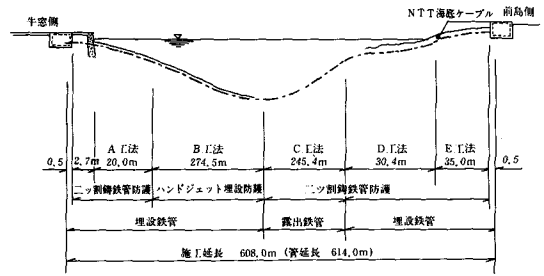 牛窓側
NTT海底ケーブル
前島側
A工法
B工法
C工法
D工法
E工法
0.5
2.7m
20.0m
274.5m
245.4m
30.4m
35.0m
0.5
二ッ割鋳鉄管防護
ハンドジェット埋設防護
二ツ割鋳鉄管防護
埋設鉄管
露出鉄管
埋設鉄管
施工延長 608.0m (管延長 614.0m)